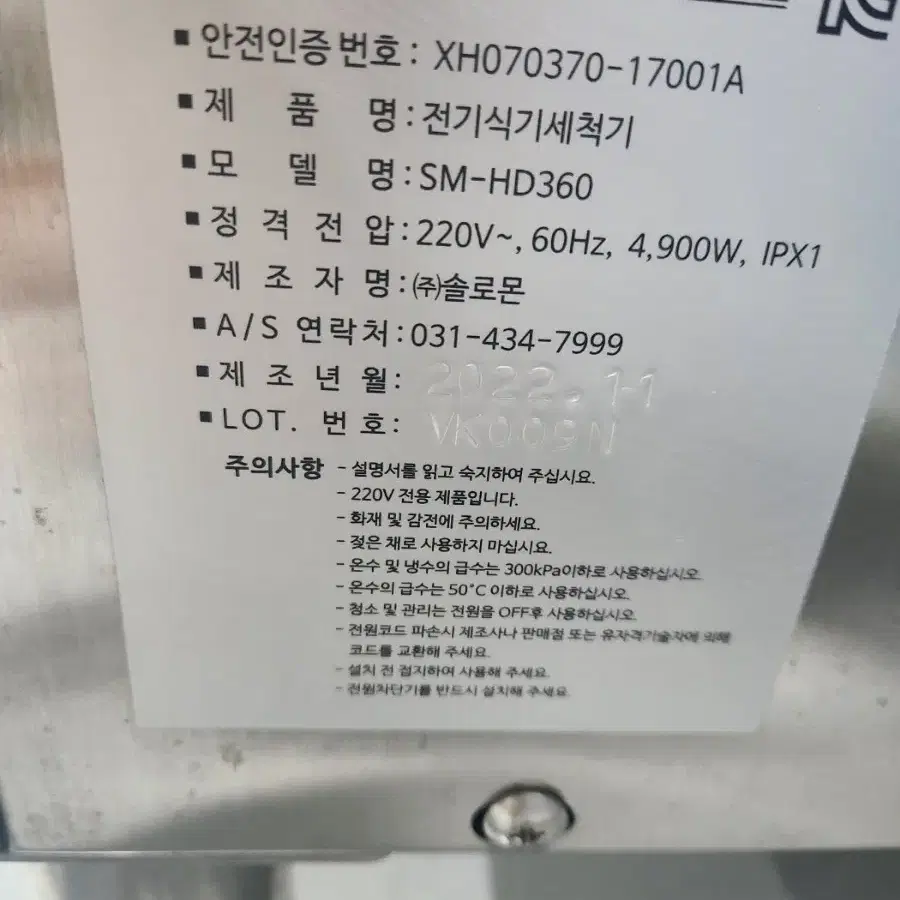 ■ 안전인증번호 : XH070370-17001A
■ 제 품 명 : 전기식기세척기
■ 모 델 명 : SM-HD360
■ 정 격 전 압 : 220V~, 60Hz, 4,900W, IPX1
■ 제 조 자 명 : ㈜솔로몬
■ A/S 연락처 : 031-434-7999
■ 제 조 년 월 : 2022.11
■ LOT. 번 호 : VK009N
주의사항 - 설명서를 읽고 숙지하여 주십시요.
- 220V 전용 제품입니다.
- 화재 및 감전에 주의하세요.
- 젖은 채로 사용하지 마십시요.
- 온수 및 냉수의 급수는 300kPa이하로 사용하십시오.
- 온수의 급수는 50˚C 이하로 사용하십시요.
- 청소 및 관리는 전원을 OFF후 사용하십시요.
- 전원코드 파손시 제조사나 판매점 또는 유자격기술자에 의해
코드를 교환해 주세요.
- 설치 전 접지하여 사용해 주세요.
- 전원차단기를 반드시 설치해 주세요.